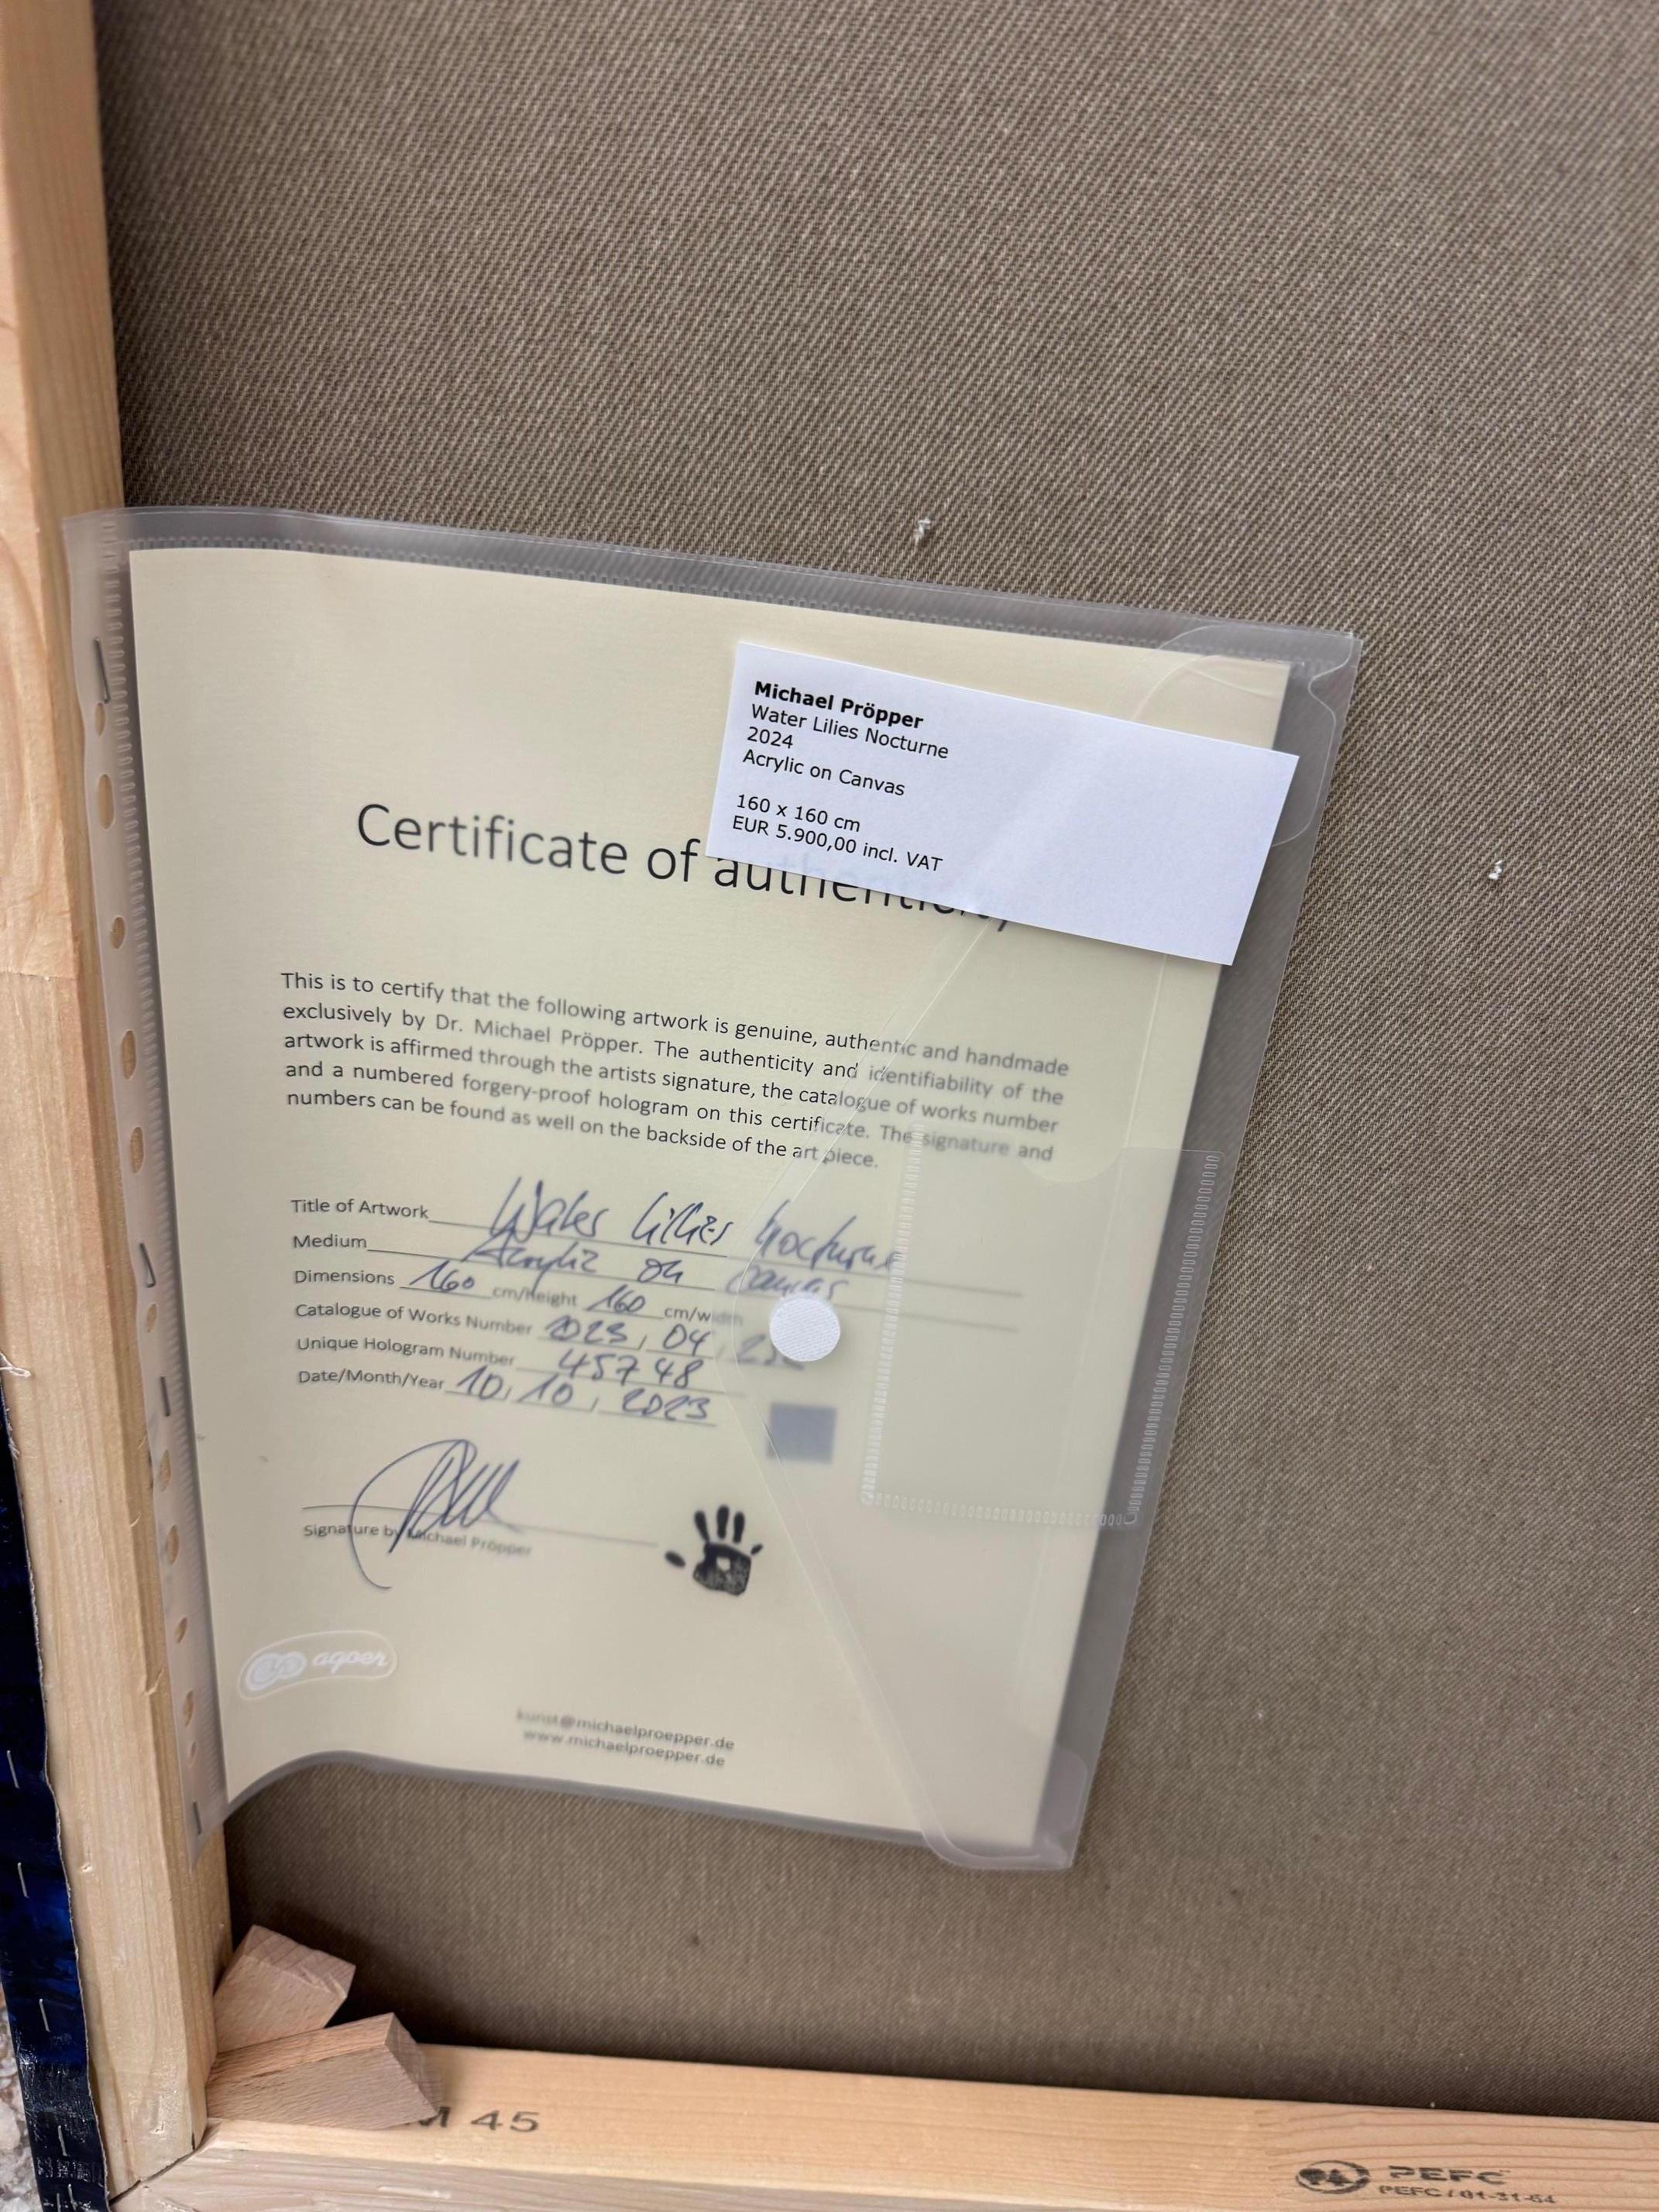 Michael Pröpper
Water Lilies Nocturne
2024
Acrylic on Canvas
160 x 160 cm
EUR 5.900,00 incl. VAT
Certificate of authenticity
This is to certify that the following artwork is genuine, authentic and handmade
exclusively by Dr. Michael Pröpper. The authenticity and identifiability of the
artwork is affirmed through the artists signature, the catalogue of works number
and a numbered forgery-proof hologram on this certificate. The signature and
numbers can be found as well on the backside of the art piece.
Title of Artwork Water Lilies Nocturne
Medium Acrylic on Canvas
Dimensions 160 cm/height 160 cm/width
Catalogue of Works Number 2023, 04
Unique Hologram Number 45748
Date/Month/Year 10, 10, 2023
Signature by Michael Pröpper
kunst@michaelproepper.de
www.michaelproepper.de
45
PEFC